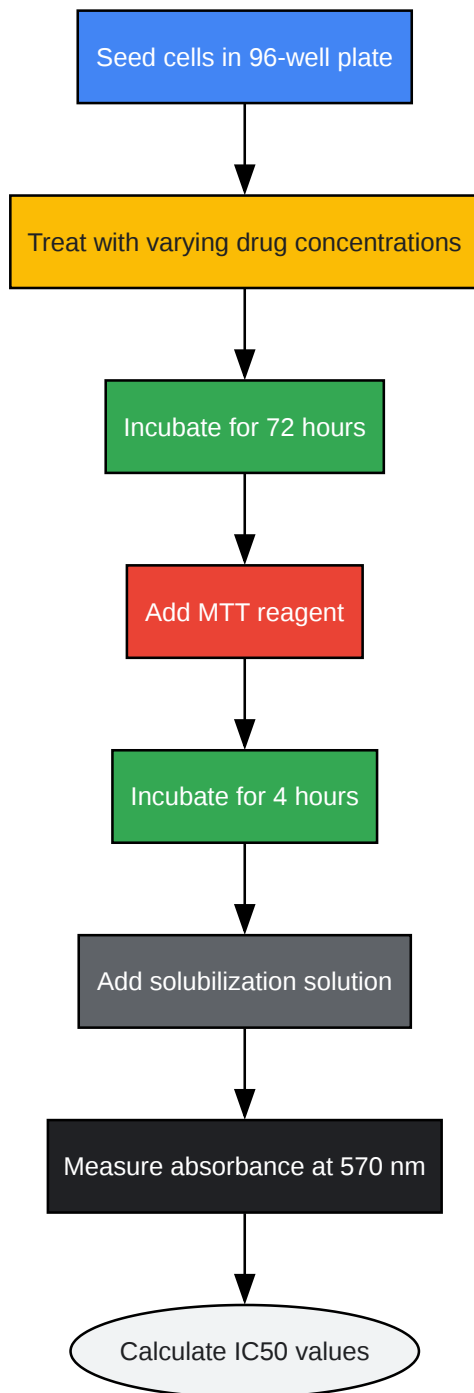 Seed cells in 96-well plate
Treat with varying drug concentrations
Incubate for 72 hours
Add MTT reagent
Incubate for 4 hours
Add solubilization solution
Measure absorbance at 570 nm
Calculate IC50 values